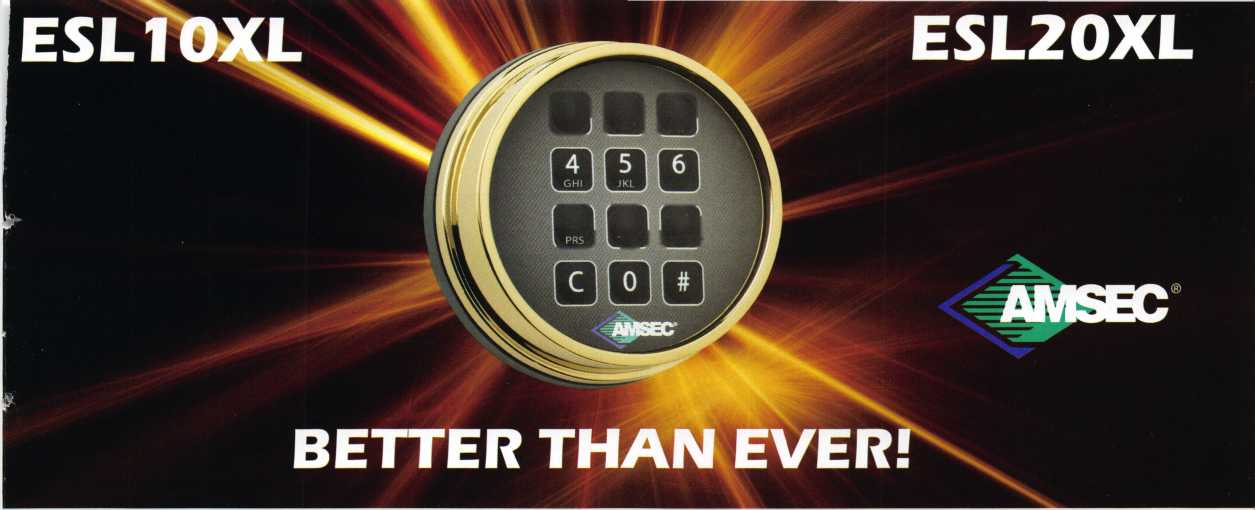 ESL10XL
ESL20XL
4 5 6
GHI JKL
PRS
C 0 #
AMSEC®
AMSEC®
BETTER THAN EVER!